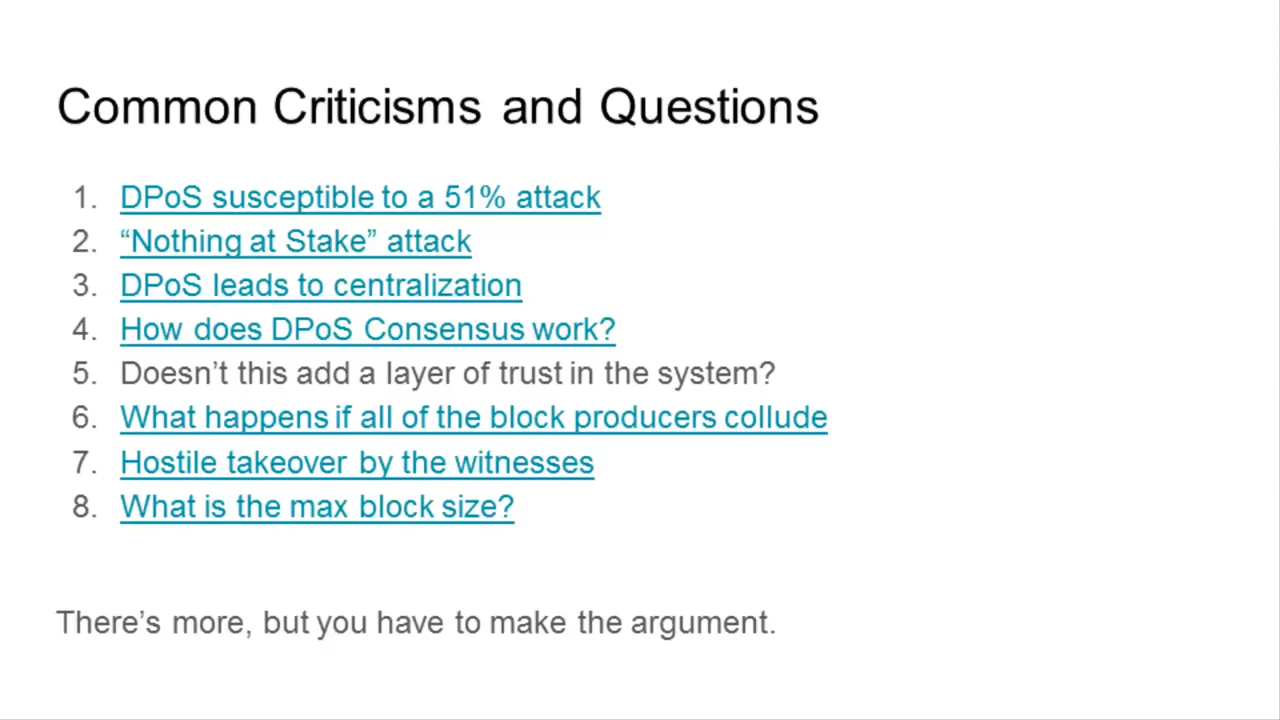 Common Criticisms and Questions
1. DPoS susceptible to a 51% attack
2. “Nothing at Stake” attack
3. DPoS leads to centralization
4. How does DPoS Consensus work?
5. Doesn’t this add a layer of trust in the system?
6. What happens if all of the block producers collude
7. Hostile takeover by the witnesses
8. What is the max block size?
There’s more, but you have to make the argument.